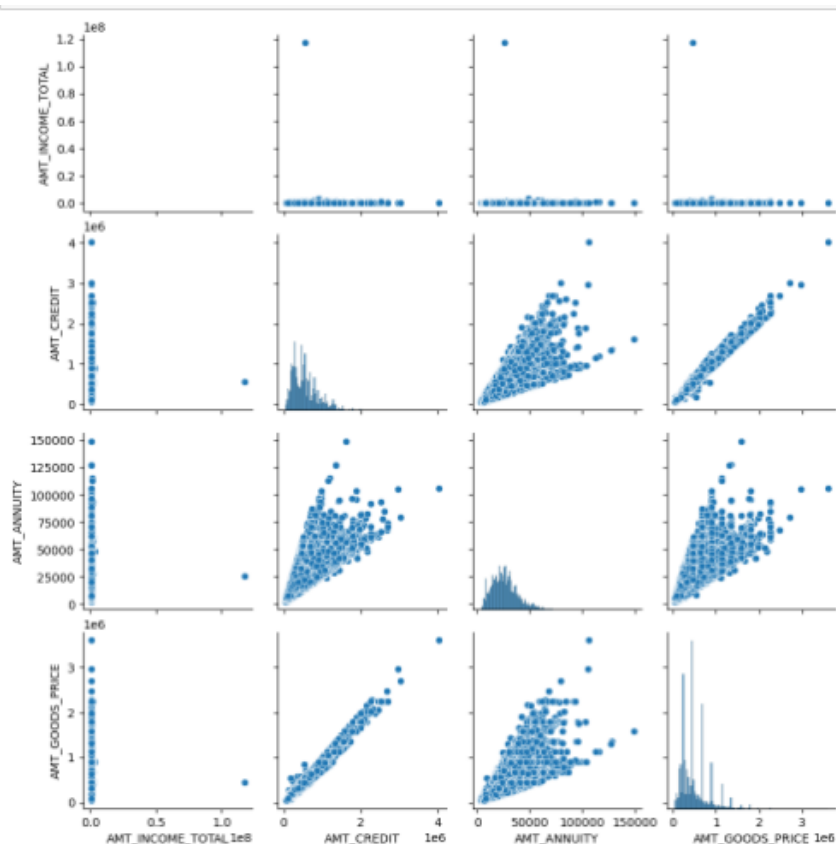 1e8
1.2
1.0
0.8
0.6
0.4
0.2
0.0
AMT_INCOME_TOTAL
1e6
4
3
2
1
0
AMT_CREDIT
150000
125000
100000
75000
50000
25000
0
AMT_ANNUITY
1e6
3
2
1
0
AMT_GOODS_PRICE
0.0 0.5 1.0 0 2 4 0 50000 100000 150000 0 1 2 3
AMT_INCOME_TOTAL 1e8 AMT_CREDIT 1e6 AMT_ANNUITY AMT_GOODS_PRICE 1e6